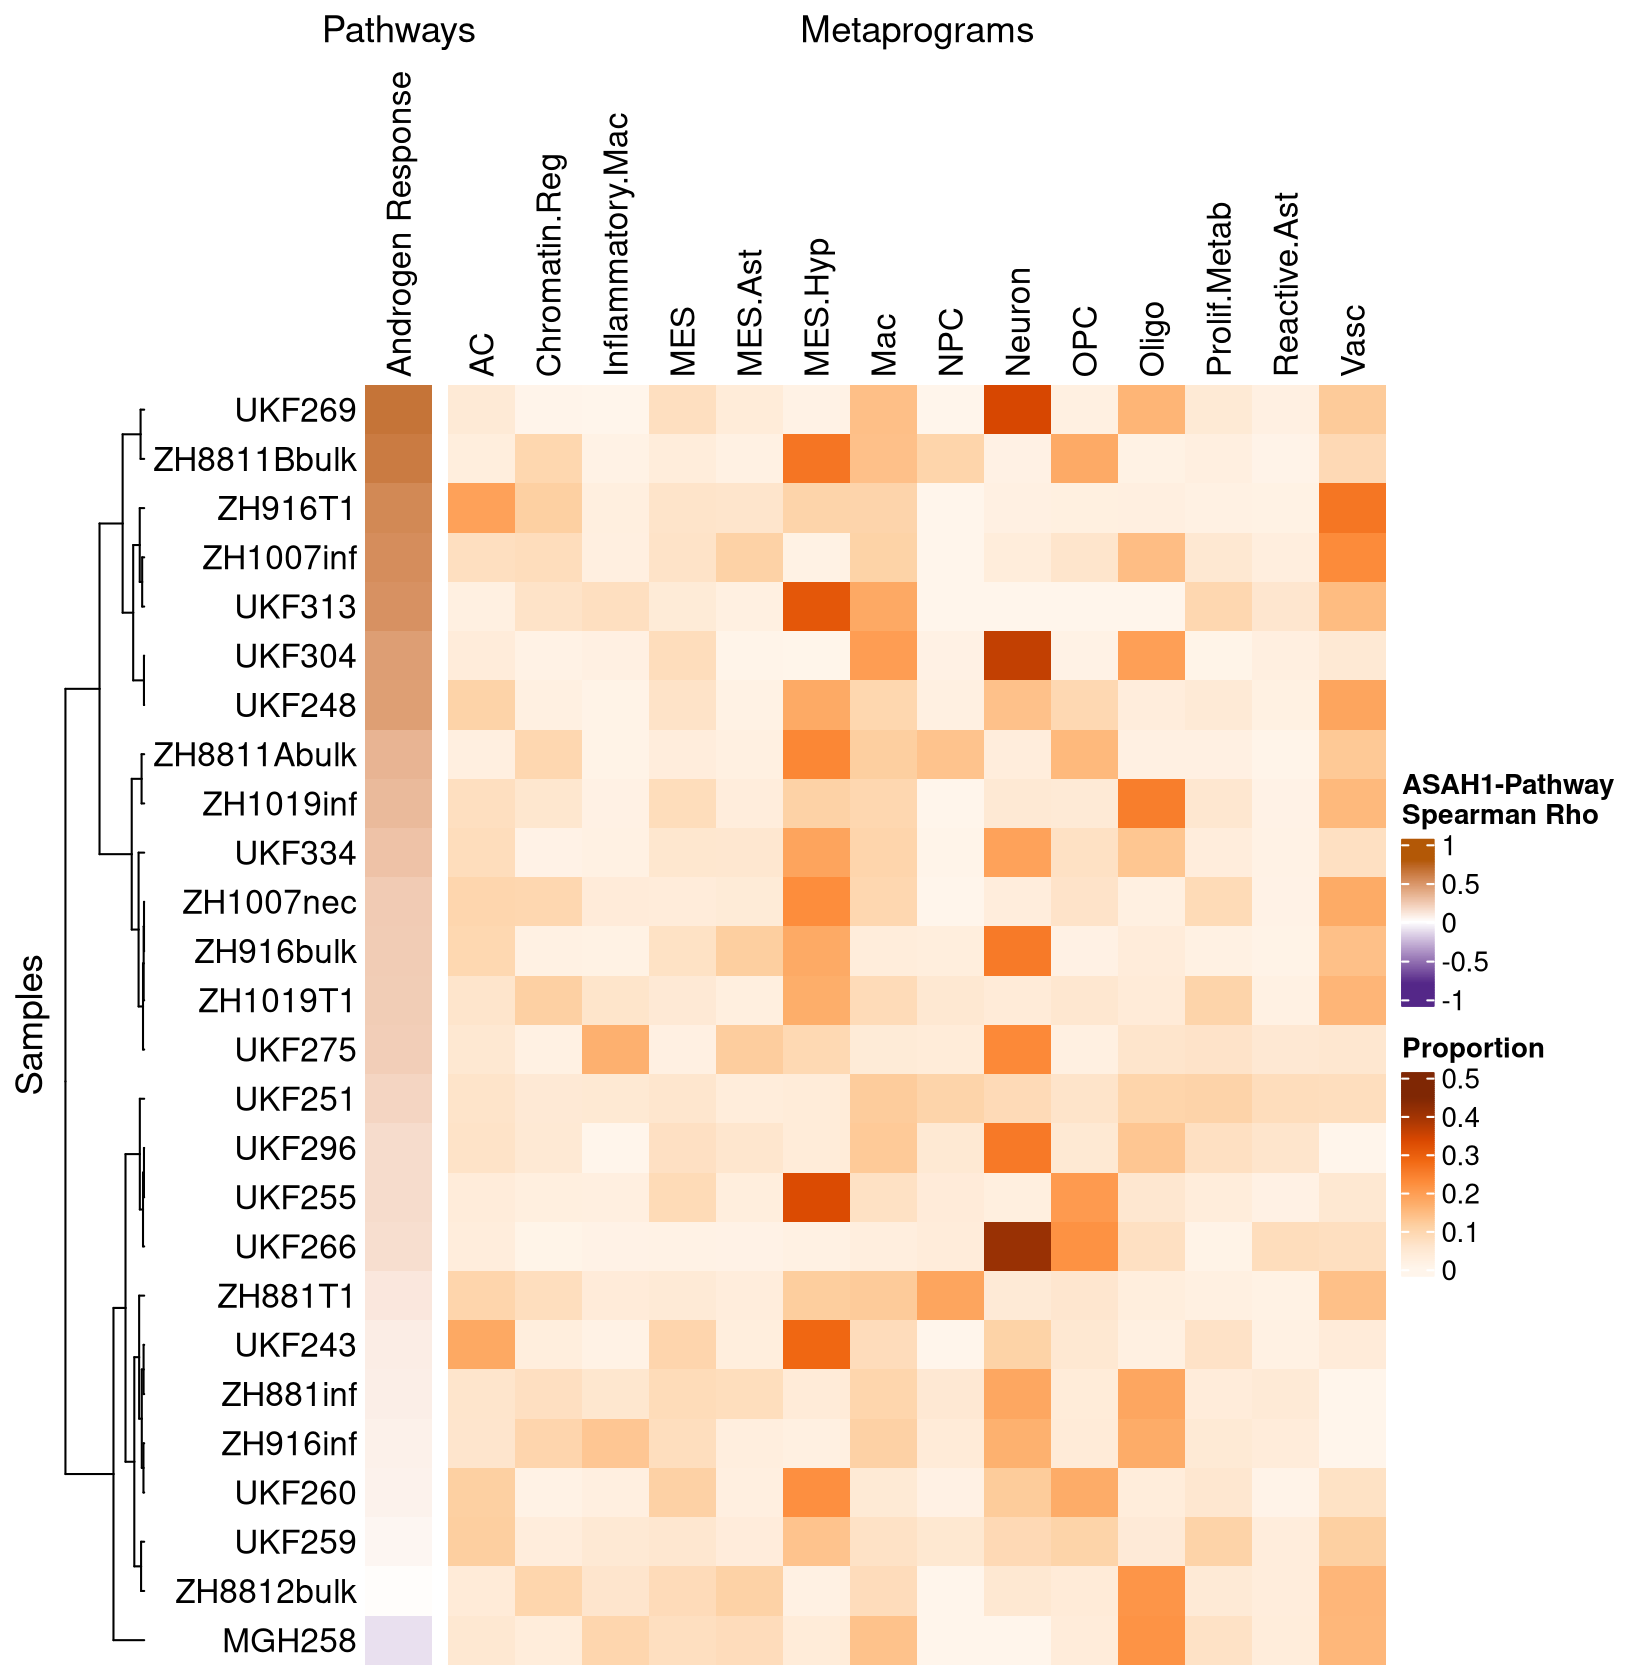 Pathways
Metaprograms
Androgen Response
AC
Chromatin.Reg
Inflammatory.Mac
MES
MES.Ast
MES.Hyp
Mac
NPC
Neuron
OPC
Oligo
Prolif.Metab
Reactive.Ast
Vasc
Samples
UKF269
ZH8811Bbulk
ZH916T1
ZH1007inf
UKF313
UKF304
UKF248
ZH8811Abulk
ZH1019inf
UKF334
ZH1007nec
ZH916bulk
ZH1019T1
UKF275
UKF251
UKF296
UKF255
UKF266
ZH881T1
UKF243
ZH881inf
ZH916inf
UKF260
UKF259
ZH8812bulk
MGH258
ASAH1-Pathway
Spearman Rho
1
0.5
0
-0.5
-1
Proportion
0.5
0.4
0.3
0.2
0.1
0